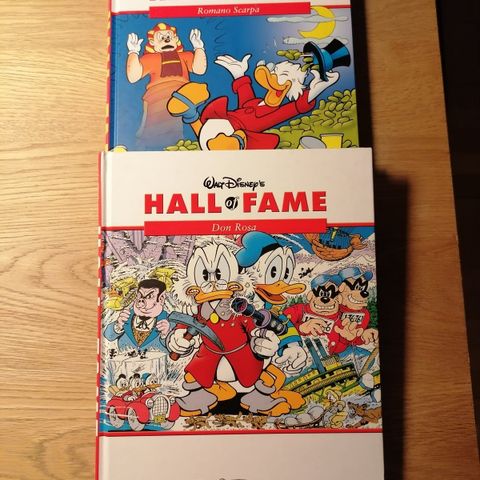 Romano Scarpa
WALT DISNEY'S
HALL of FAME
Don Rosa